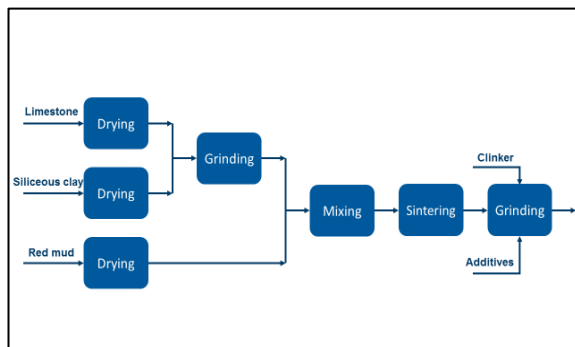 Limestone
Drying
Grinding
Siliceous clay
Drying
Clinker
Mixing
Sintering
Grinding
Red mud
Drying
Additives